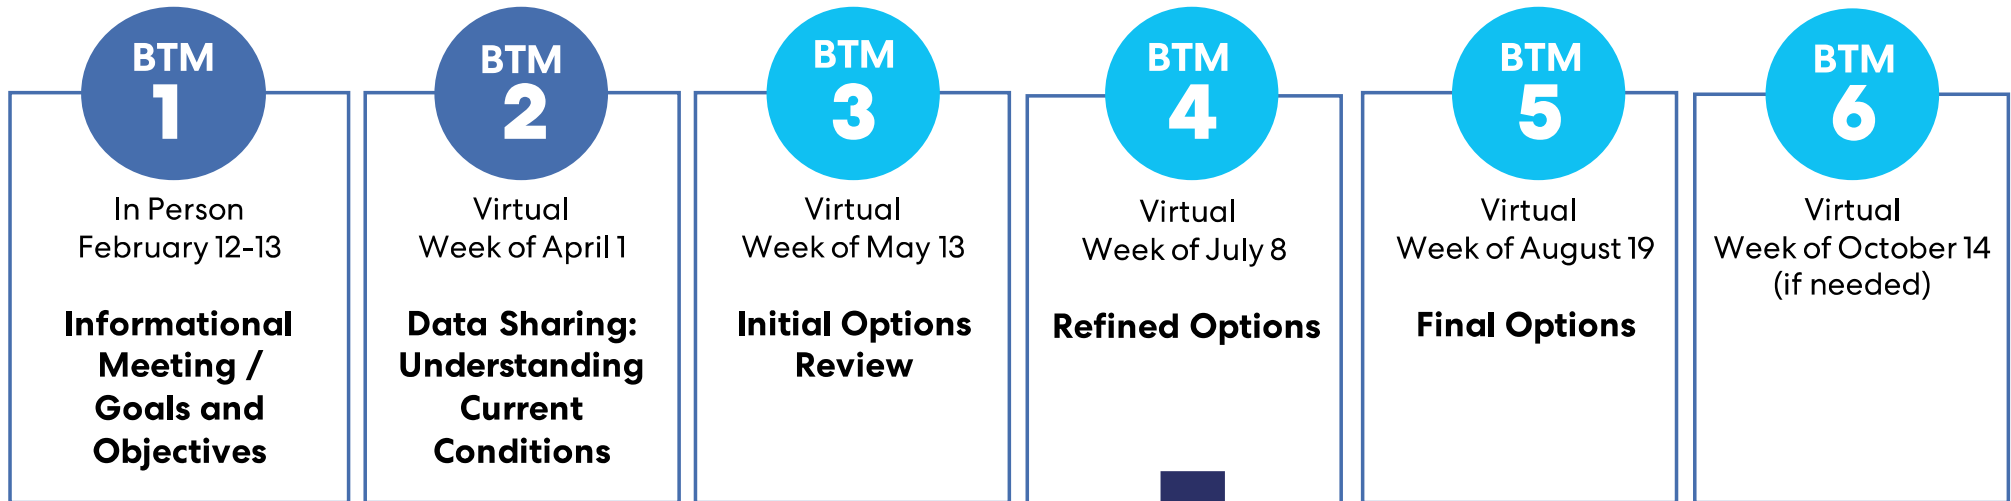 BTM
1
In Person
February 12-13
Informational
Meeting /
Goals and
Objectives
BTM
2
Virtual
Week of April 1
Data Sharing:
Understanding
Current
Conditions
BTM
3
Virtual
Week of May 13
Initial Options
Review
BTM
4
Virtual
Week of July 8
Refined Options
BTM
5
Virtual
Week of August 19
Final Options
BTM
6
Virtual
Week of October 14
(if needed)